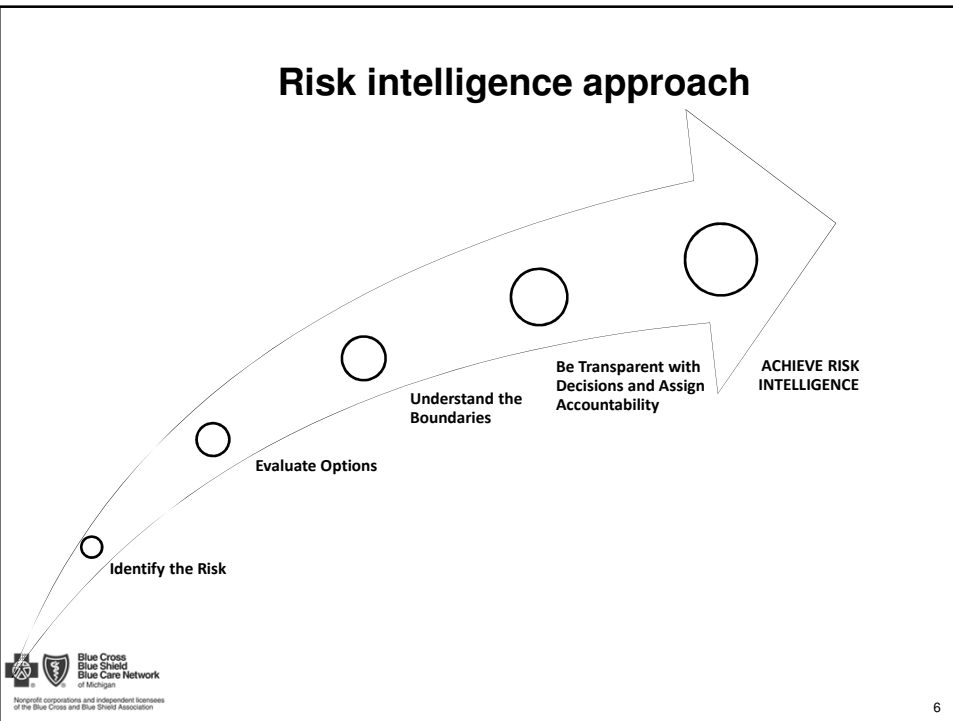 Risk intelligence approach
Identify the Risk
Evaluate Options
Understand the
Boundaries
Be Transparent with
Decisions and Assign
Accountability
ACHIEVE RISK
INTELLIGENCE
Blue Cross
Blue Shield
Blue Care Network
of Michigan
Nonprofit corporations and independent licensees
of the Blue Cross and Blue Shield Association
6